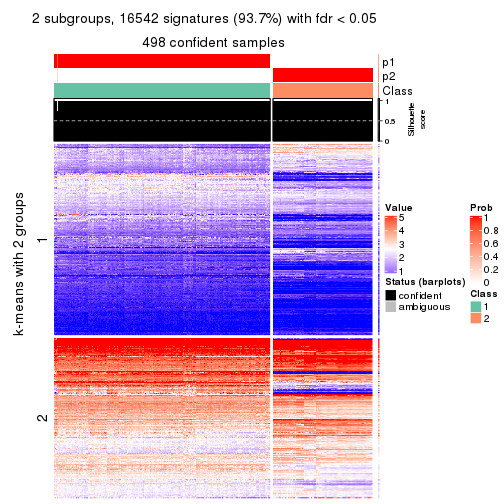 2 subgroups, 16542 signatures (93.7%) with fdr < 0.05
498 confident samples
p1
p2
Class
1
0.5
0
Silhouette
score
k-means with 2 groups
1
2
Value
5
4
3
2
1
Status (barplots)
confident
ambiguous
Prob
1
0.8
0.6
0.4
0.2
0
Class
1
2